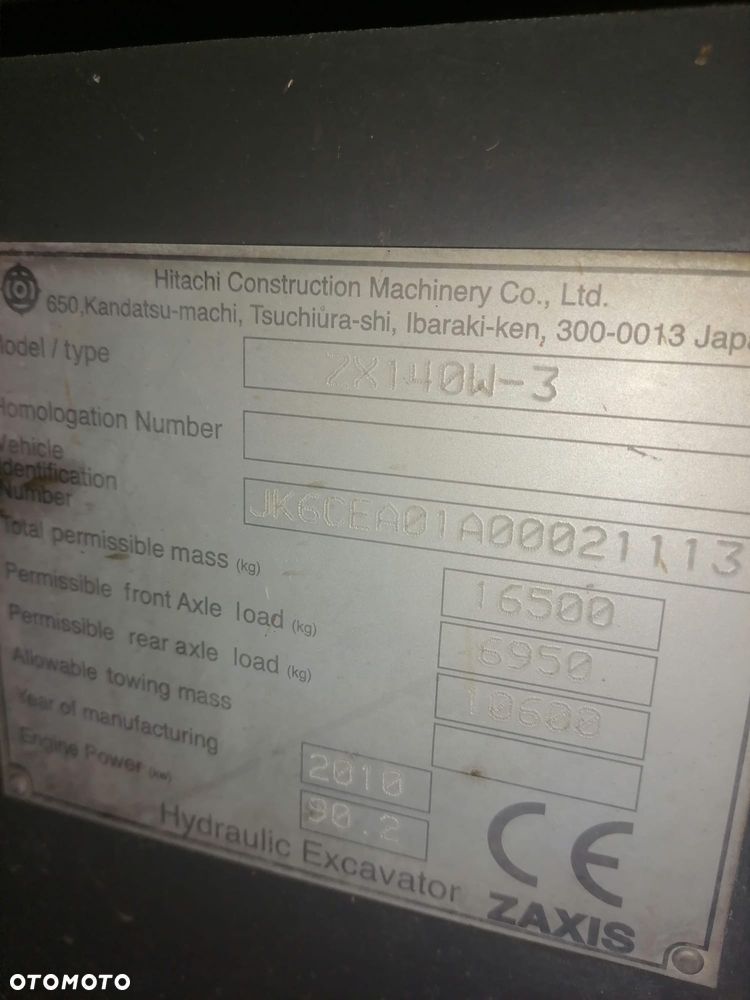 Hitachi Construction Machinery Co., Ltd.
650,Kandatsu-machi, Tsuchiura-shi, Ibaraki-ken, 300-0013 Japa
Model / type ZX140W-3
Homologation Number
Vehicle
Identification
Number JK6CEA01A00021113
Total permissible mass (kg) 16500
Permissible front Axle load (kg) 6950
Permissible rear axle load (kg) 10600
Allowable towing mass
Year of manufacturing 2010
Engine Power (kW) 90.2
Hydraulic Excavator
CE
ZAXIS
OTOMOTO